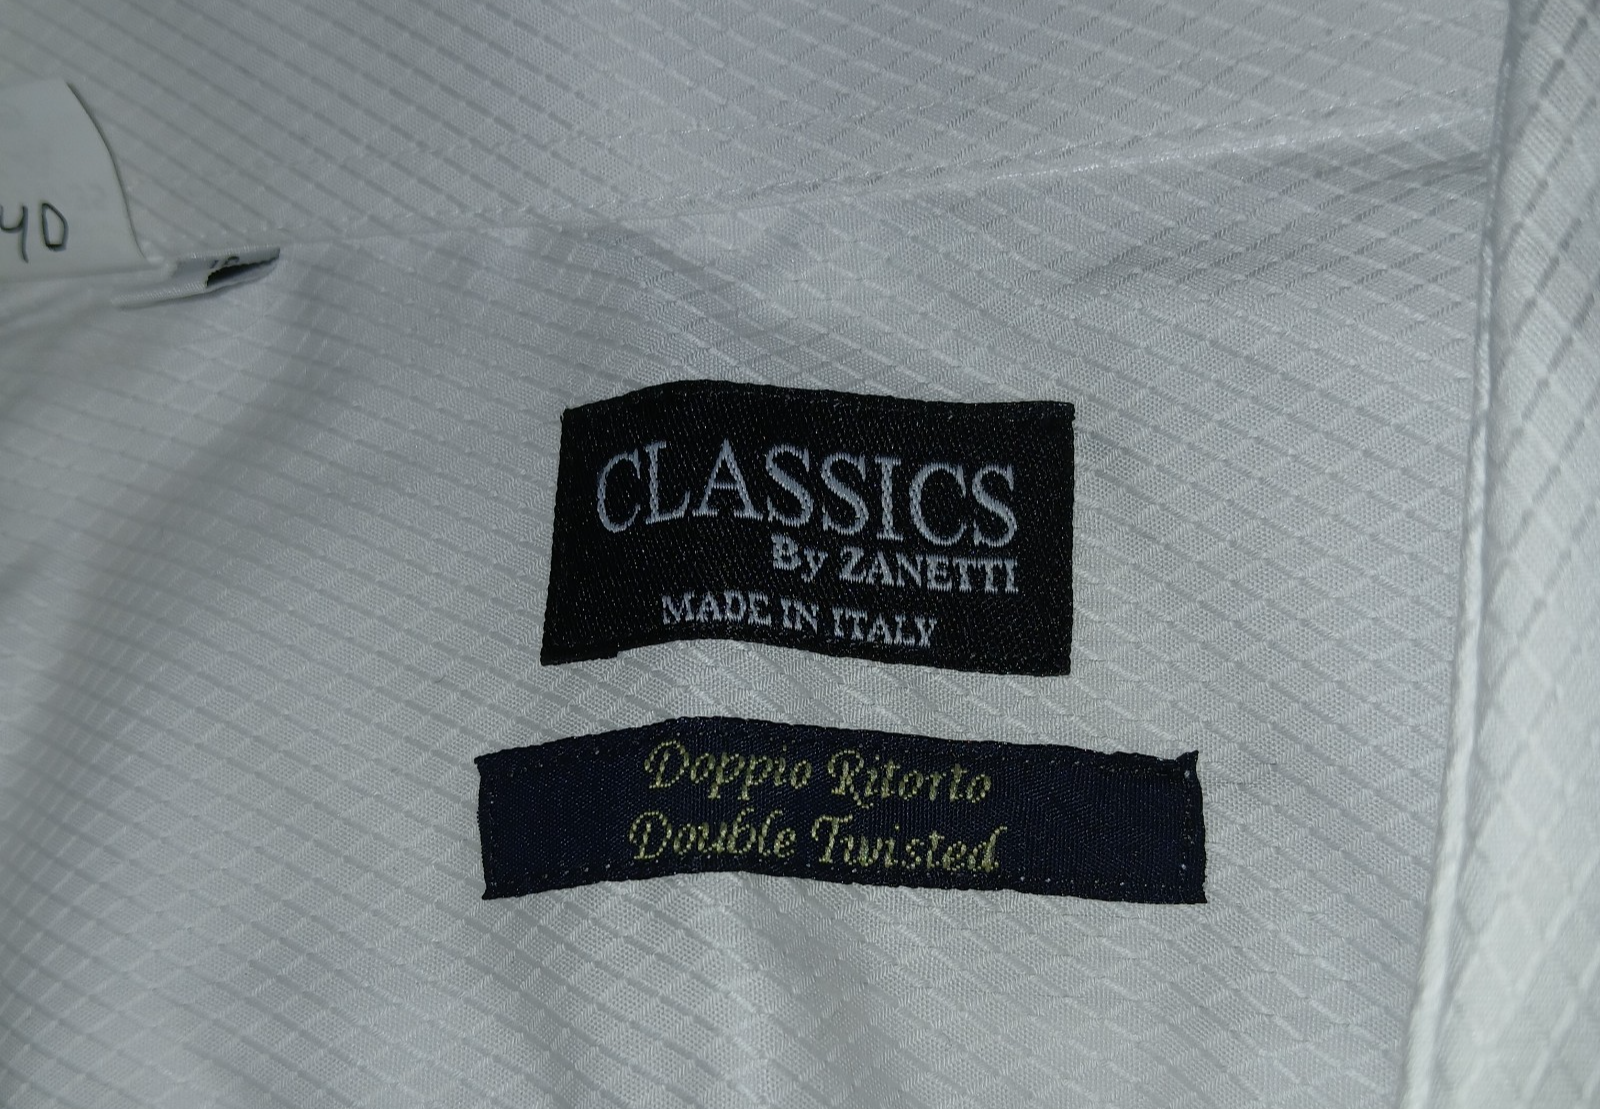 40
CLASSICS
By ZANETTI
MADE IN ITALY
Doppio Ritorto
Double Twisted